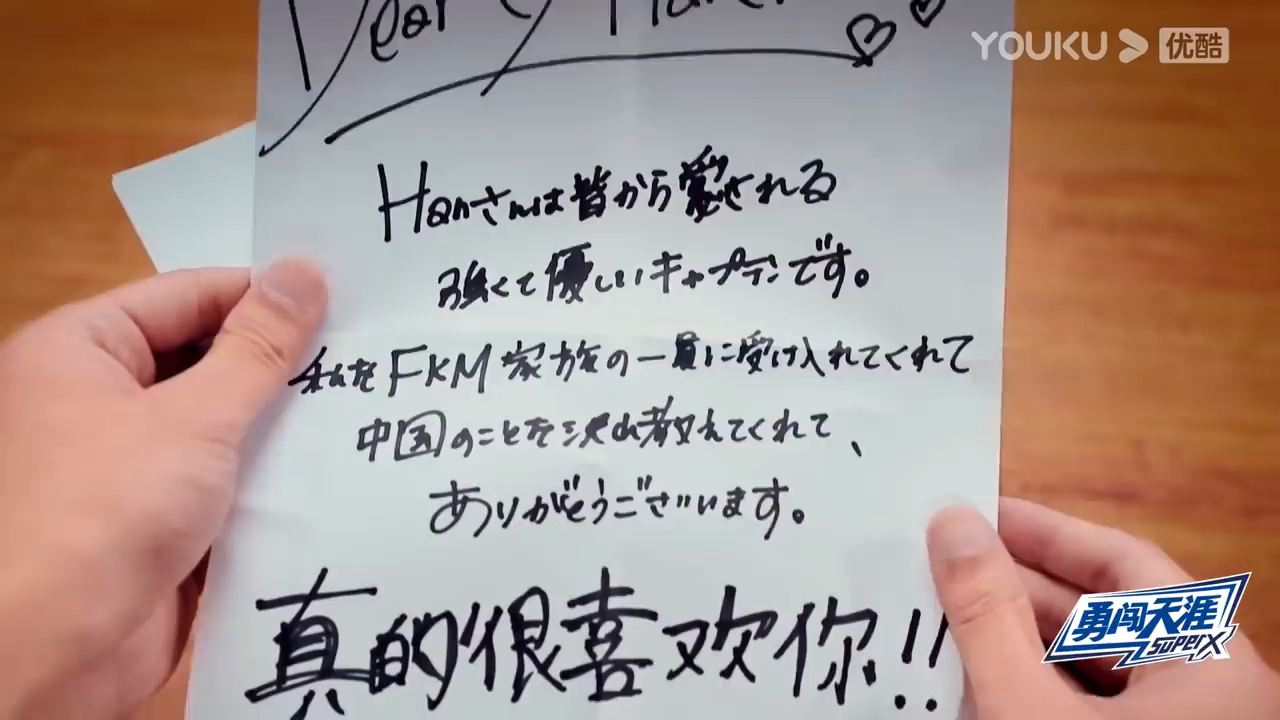 Dear
YOUKU 优酷
Hanさんは皆から愛される
強くて優しいキャプテンです。
私をFKM家族の一員に受け入れてくれて
中国のことを沢山教えてくれて、
ありがとうございます。
真的很喜欢你!!
勇闯天涯
SUPERX